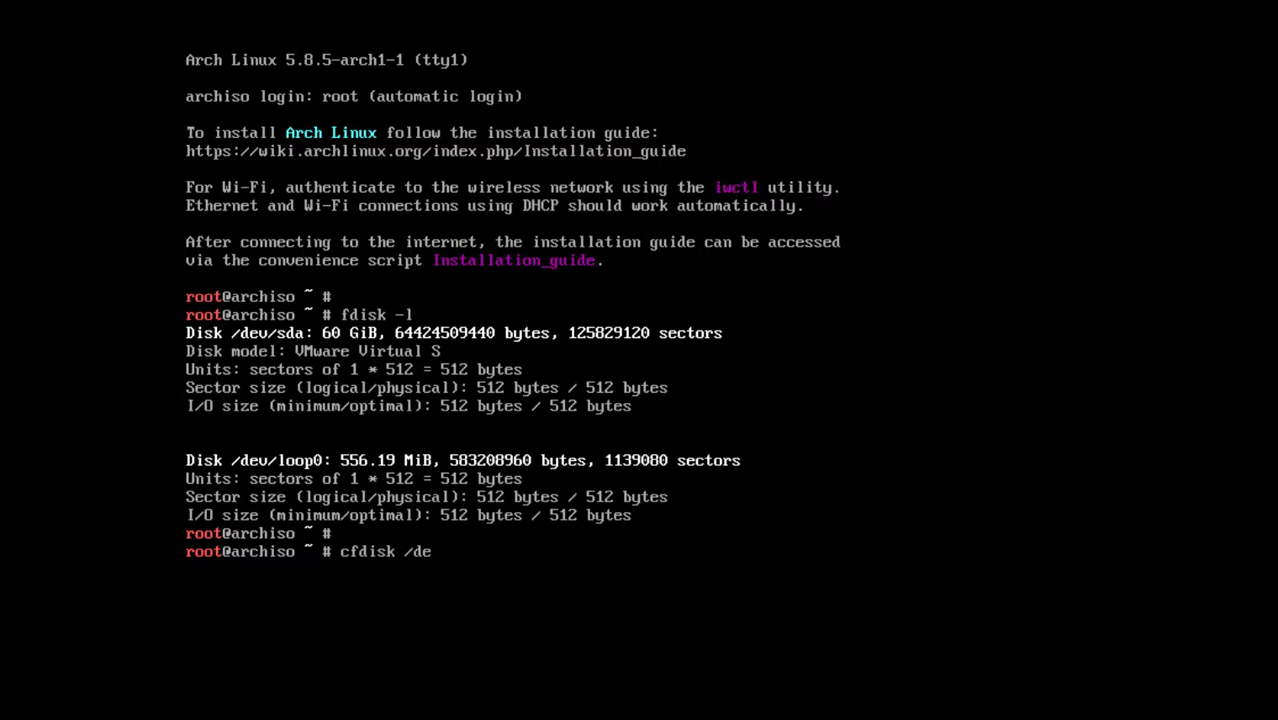 Arch Linux 5.8.5-arch1-1 (tty1)
archiso login: root (automatic login)
To install Arch Linux follow the installation guide:
https://wiki.archlinux.org/index.php/Installation_guide
For Wi-Fi, authenticate to the wireless network using the iwctl utility.
Ethernet and Wi-Fi connections using DHCP should work automatically.
After connecting to the internet, the installation guide can be accessed
via the convenience script Installation_guide.
root@archiso ~ #
root@archiso ~ # fdisk -l
Disk /dev/sda: 60 GiB, 64424509440 bytes, 125829120 sectors
Disk model: VMware Virtual S
Units: sectors of 1 * 512 = 512 bytes
Sector size (logical/physical): 512 bytes / 512 bytes
I/O size (minimum/optimal): 512 bytes / 512 bytes
Disk /dev/loop0: 556.19 MiB, 583208960 bytes, 1139080 sectors
Units: sectors of 1 * 512 = 512 bytes
Sector size (logical/physical): 512 bytes / 512 bytes
I/O size (minimum/optimal): 512 bytes / 512 bytes
root@archiso ~ #
root@archiso ~ # cfdisk /de